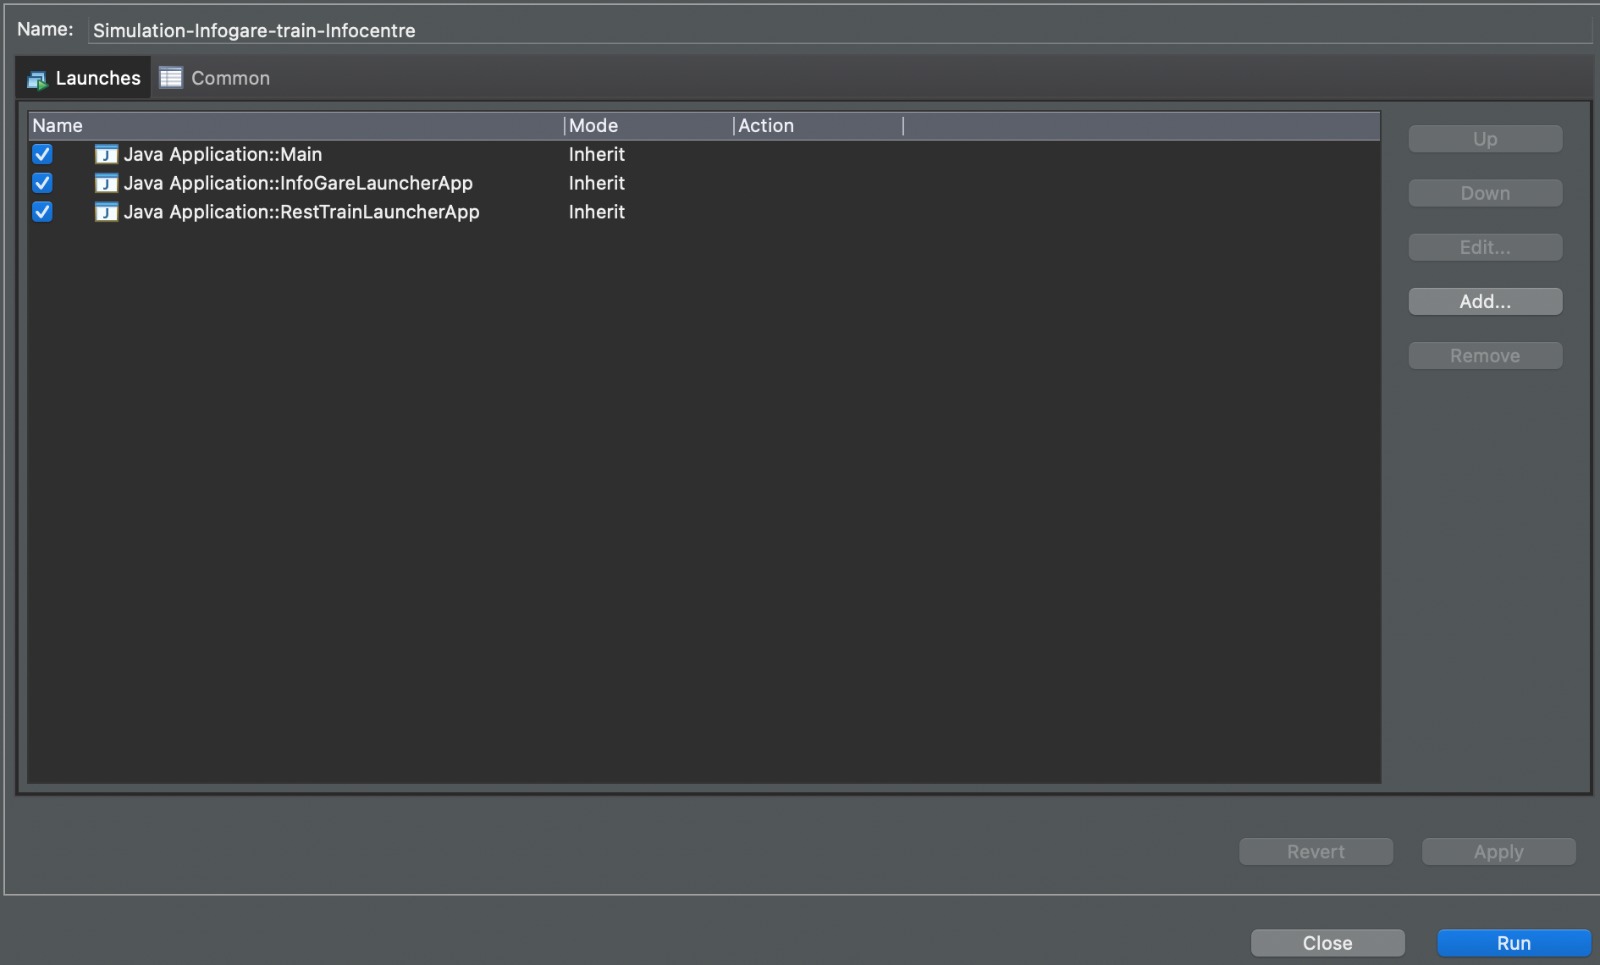 Name: Simulation-Infogare-train-Infocentre
Launches Common
Name Mode Action
Java Application::Main Inherit
Java Application::InfoGareLauncherApp Inherit
Java Application::RestTrainLauncherApp Inherit
Up
Down
Edit...
Add...
Remove
Revert Apply
Close Run